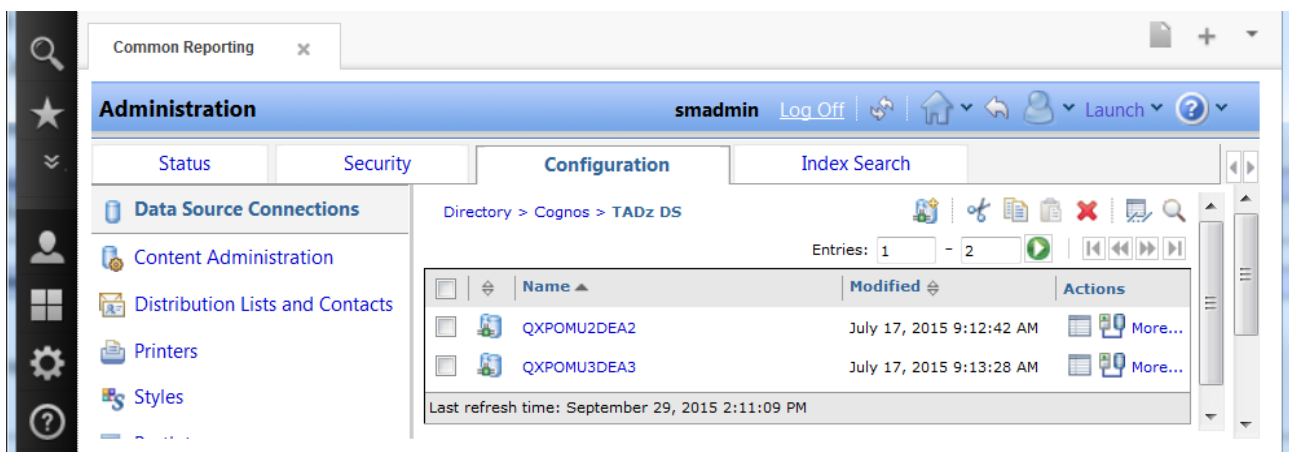 Common Reporting
Administration smadmin Log Off Launch
Status Security Configuration Index Search
Data Source Connections
Content Administration
Distribution Lists and Contacts
Printers
Styles
Directory > Cognos > TADz DS
Entries: 1 - 2
Name Modified Actions
QXPOMU2DEA2 July 17, 2015 9:12:42 AM More...
QXPOMU3DEA3 July 17, 2015 9:13:28 AM More...
Last refresh time: September 29, 2015 2:11:09 PM